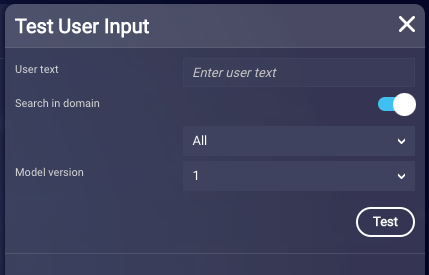 Test User Input
User text
Enter user text
Search in domain
All
Model version
1
Test